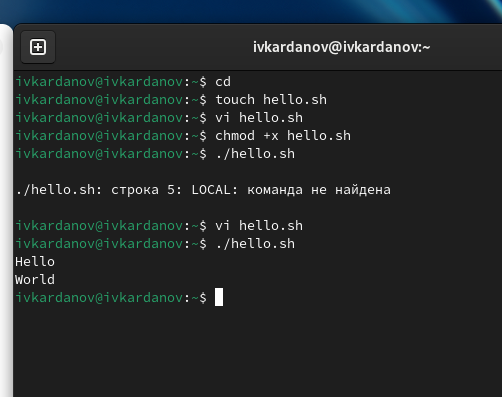 ivkardanov@ivkardanov:~
ivkardanov@ivkardanov:~$ cd
ivkardanov@ivkardanov:~$ touch hello.sh
ivkardanov@ivkardanov:~$ vi hello.sh
ivkardanov@ivkardanov:~$ chmod +x hello.sh
ivkardanov@ivkardanov:~$ ./hello.sh
./hello.sh: строка 5: LOCAL: команда не найдена
ivkardanov@ivkardanov:~$ vi hello.sh
ivkardanov@ivkardanov:~$ ./hello.sh
Hello
World
ivkardanov@ivkardanov:~$